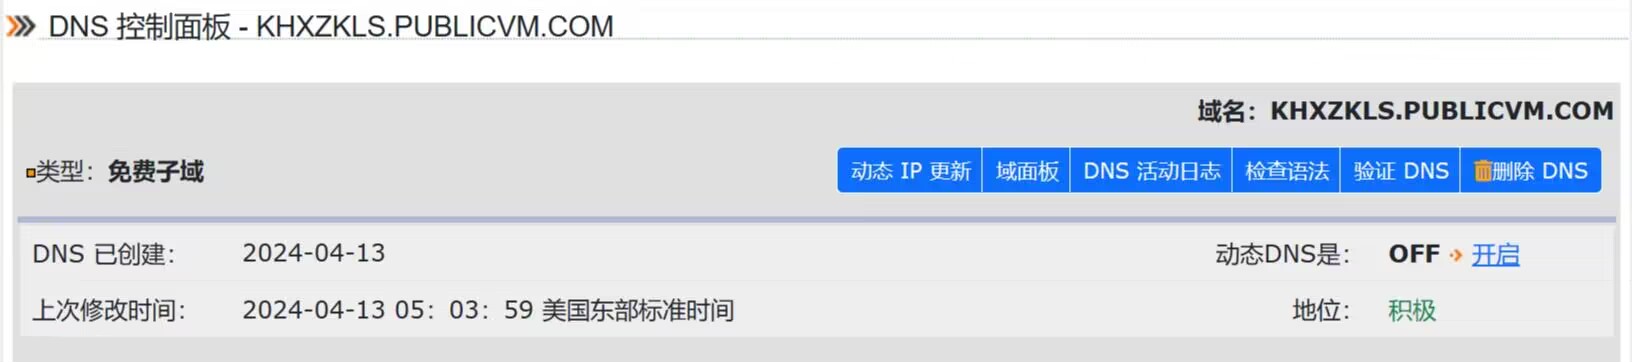 DNS 控制面板 - KHXZKLS.PUBLICVM.COM
域名：KHXZKLS.PUBLICVM.COM
类型：免费子域 动态 IP 更新 域面板 DNS 活动日志 检查语法 验证 DNS 删除 DNS
DNS 已创建： 2024-04-13 动态DNS是： OFF 开启
上次修改时间： 2024-04-13 05：03：59 美国东部标准时间 地位： 积极